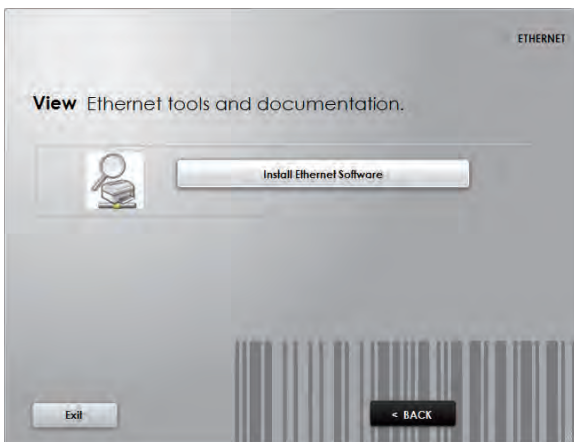 ETHERNET
View Ethernet tools and documentation.
Install Ethernet Software
Exit
< BACK